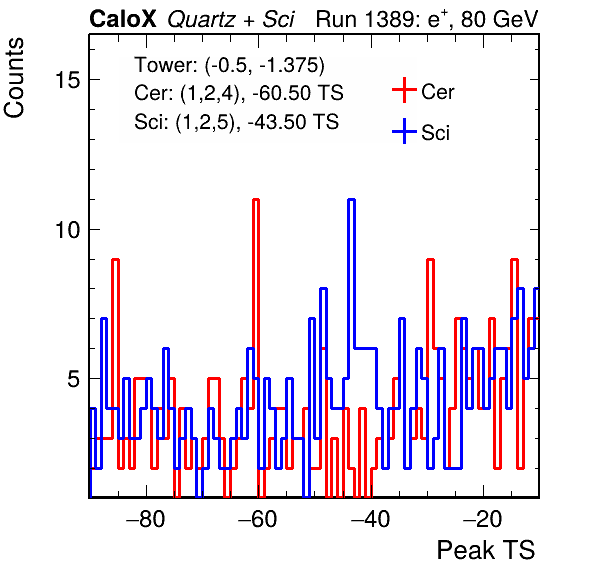 CaloX Quartz + Sci Run 1389: e⁺, 80 GeV
Tower: (-0.5, -1.375)
Cer: (1,2,4), -60.50 TS
Sci: (1,2,5), -43.50 TS
Cer
Sci
Counts
15
10
5
−80 −60 −40 −20
Peak TS